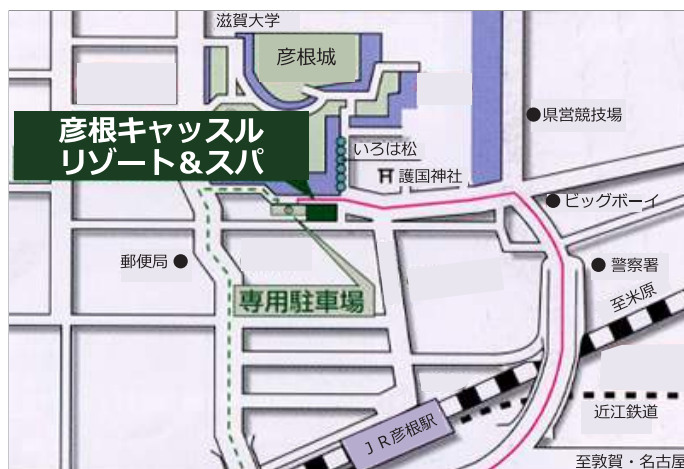 滋賀大学
彦根城
県営競技場
彦根キャッスル
リゾート＆スパ
いろは松
護国神社
ビッグボーイ
郵便局
警察署
専用駐車場
至米原
近江鉄道
ＪＲ彦根駅
至敦賀・名古屋